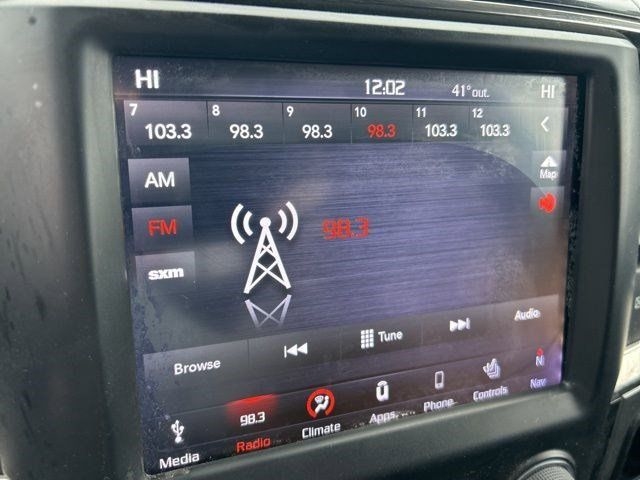 HI 12:02 41°out. HI
7 8 9 10 11 12
103.3 98.3 98.3 98.3 103.3 103.3
AM
Map
FM 98.3
sxm
Browse Tune Audio
98.3
Media Radio Climate Apps Phone Controls Nav
N